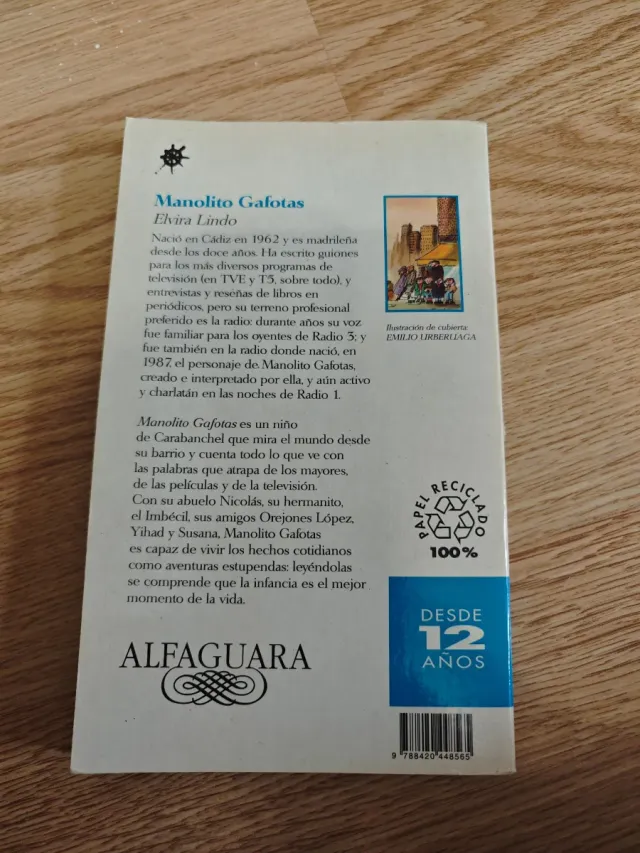 Manolito Gafotas
Elvira Lindo
Nació en Cádiz en 1962 y es madrileña
desde los doce años. Ha escrito guiones
para los más diversos programas de
televisión (en TVE y T5, sobre todo), y
entrevistas y reseñas de libros en
periódicos, pero su terreno profesional
preferido es la radio: durante años su voz
fue familiar para los oyentes de Radio 3; y
fue también en la radio donde nació, en
1987, el personaje de Manolito Gafotas,
creado e interpretado por ella, y aún activo
y charlatán en las noches de Radio 1.
Ilustración de cubierta:
EMILIO URBERUAGA
Manolito Gafotas es un niño
de Carabanchel que mira el mundo desde
su barrio y cuenta todo lo que ve con
las palabras que atrapa de los mayores,
de las películas y de la televisión.
Con su abuelo Nicolás, su hermanito,
el Imbécil, sus amigos Orejones López,
Yihad y Susana, Manolito Gafotas
es capaz de vivir los hechos cotidianos
como aventuras estupendas: leyéndolas
se comprende que la infancia es el mejor
momento de la vida.
PAPEL RECICLADO
100%
ALFAGUARA
DESDE
12
AÑOS
9 788420 448565